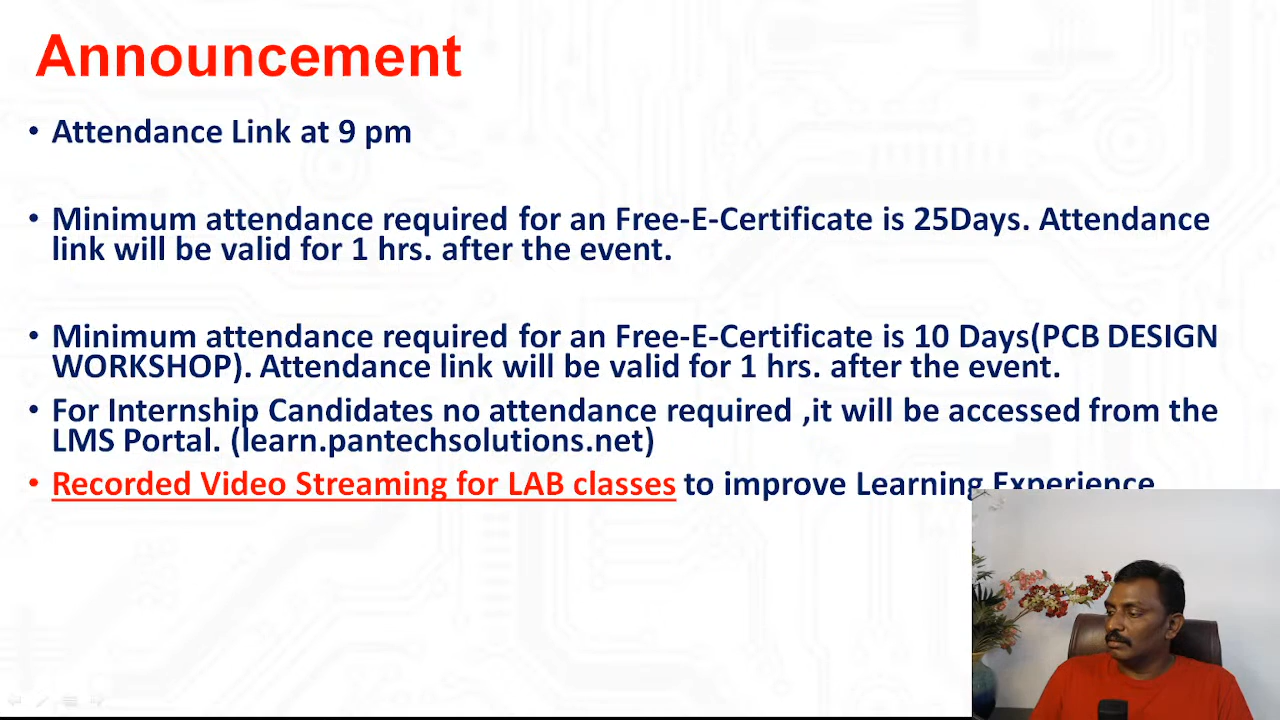 Announcement
• Attendance Link at 9 pm
• Minimum attendance required for an Free-E-Certificate is 25Days. Attendance
link will be valid for 1 hrs. after the event.
• Minimum attendance required for an Free-E-Certificate is 10 Days(PCB DESIGN
WORKSHOP). Attendance link will be valid for 1 hrs. after the event.
• For Internship Candidates no attendance required ,it will be accessed from the
LMS Portal. (learn.pantechsolutions.net)
• Recorded Video Streaming for LAB classes to improve Learning Experience